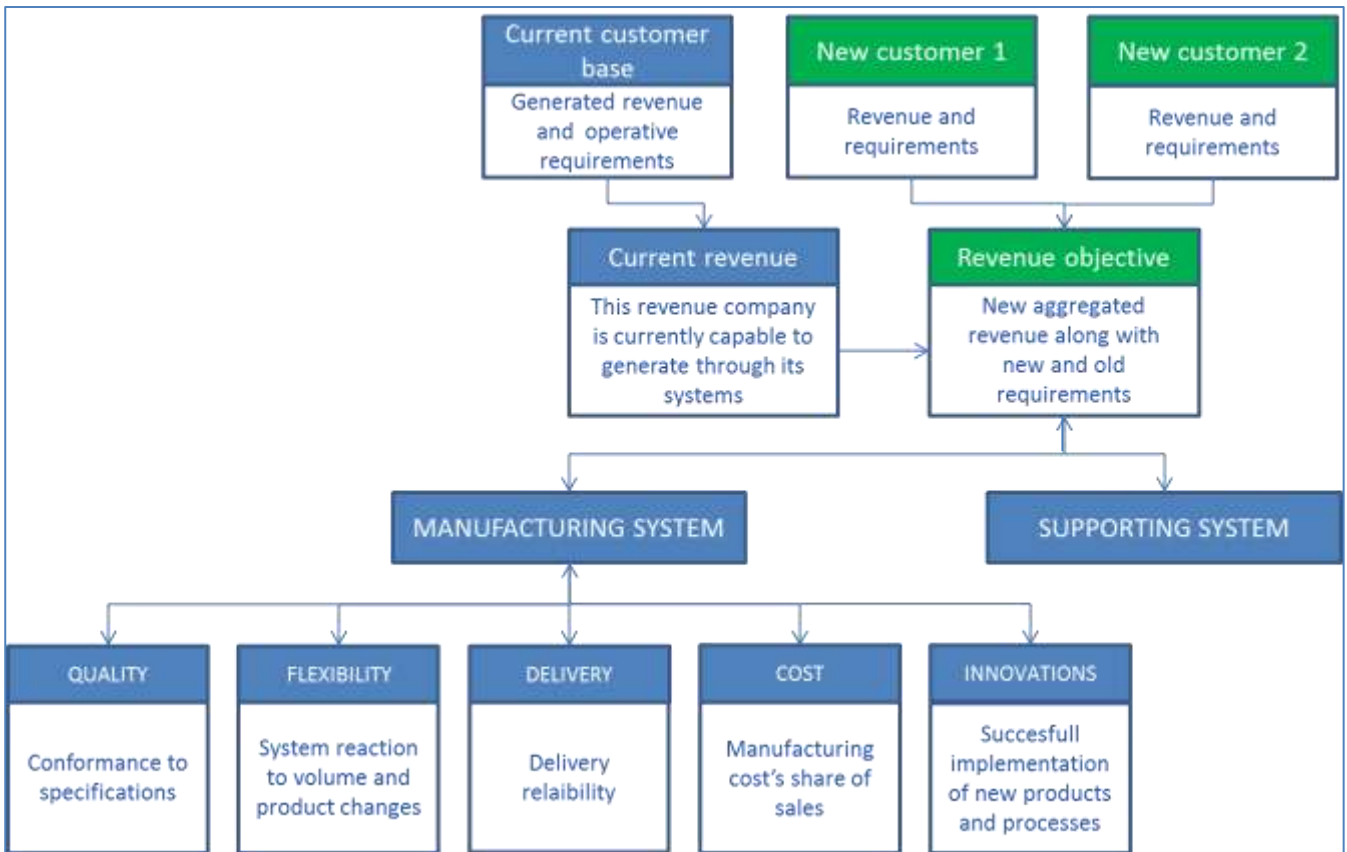 Current customer
base
Generated revenue
and operative
requirements
New customer 1
Revenue and
requirements
New customer 2
Revenue and
requirements
Current revenue
This revenue company
is currently capable to
generate through its
systems
Revenue objective
New aggregated
revenue along with
new and old
requirements
MANUFACTURING SYSTEM
SUPPORTING SYSTEM
QUALITY
Conformance to
specifications
FLEXIBILITY
System reaction
to volume and
product changes
DELIVERY
Delivery
relaibility
COST
Manufacturing
cost's share of
sales
INNOVATIONS
Succesfull
implementation
of new products
and processes